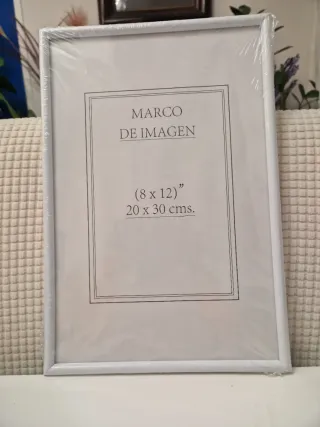 MARCO
DE IMAGEN
(8 x 12)"
20 x 30 cms.